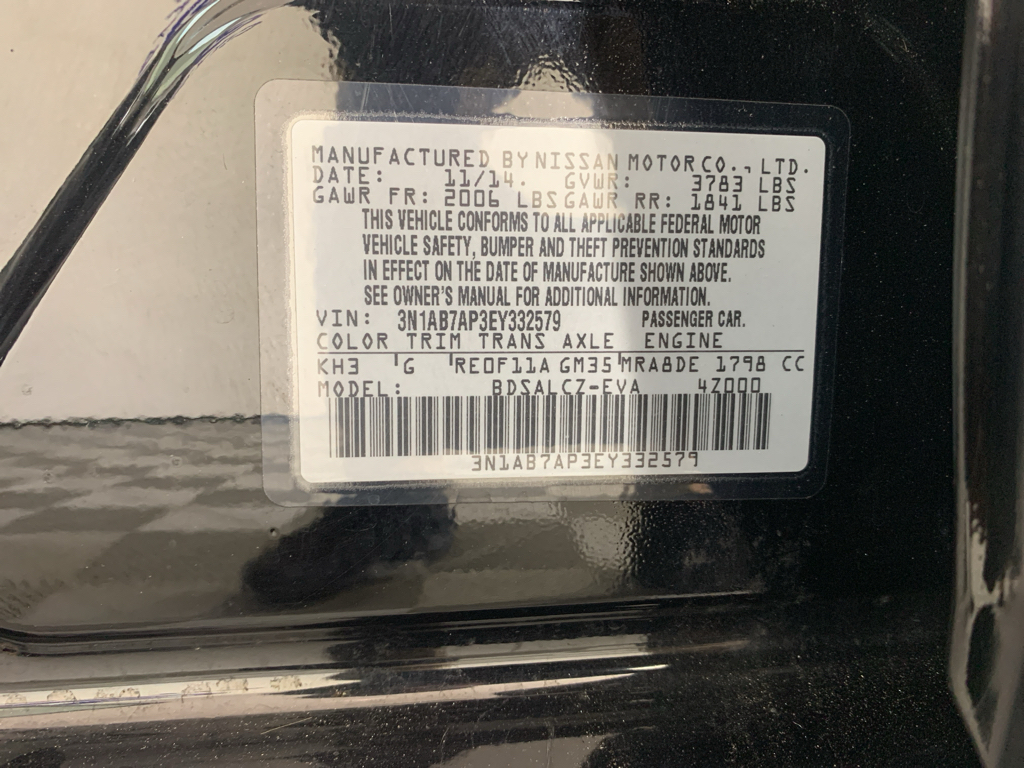 MANUFACTURED BY NISSAN MOTOR CO., LTD.
DATE: 11/14. GVWR: 3783 LBS
GAWR FR: 2006 LBS GAWR RR: 1841 LBS
THIS VEHICLE CONFORMS TO ALL APPLICABLE FEDERAL MOTOR
VEHICLE SAFETY, BUMPER AND THEFT PREVENTION STANDARDS
IN EFFECT ON THE DATE OF MANUFACTURE SHOWN ABOVE.
SEE OWNER'S MANUAL FOR ADDITIONAL INFORMATION.
VIN: 3N1AB7AP3EY332579 PASSENGER CAR.
COLOR TRIM TRANS AXLE ENGINE
KH3 G RE0F11A GM35 MRA8DE 1798 CC
MODEL: BDSALCZ-EVA 4Z000
3N1AB7AP3EY332579